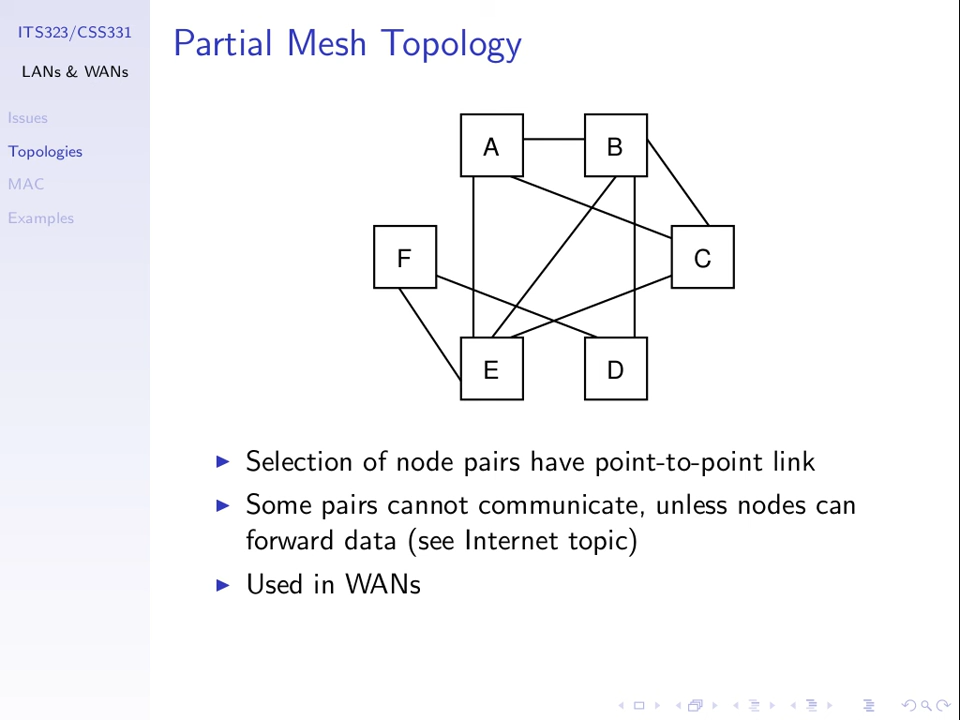 ITS323/CSS331
LANs & WANs
Issues
Topologies
MAC
Examples
Partial Mesh Topology
A
B
F
C
E
D
Selection of node pairs have point-to-point link
Some pairs cannot communicate, unless nodes can
forward data (see Internet topic)
Used in WANs